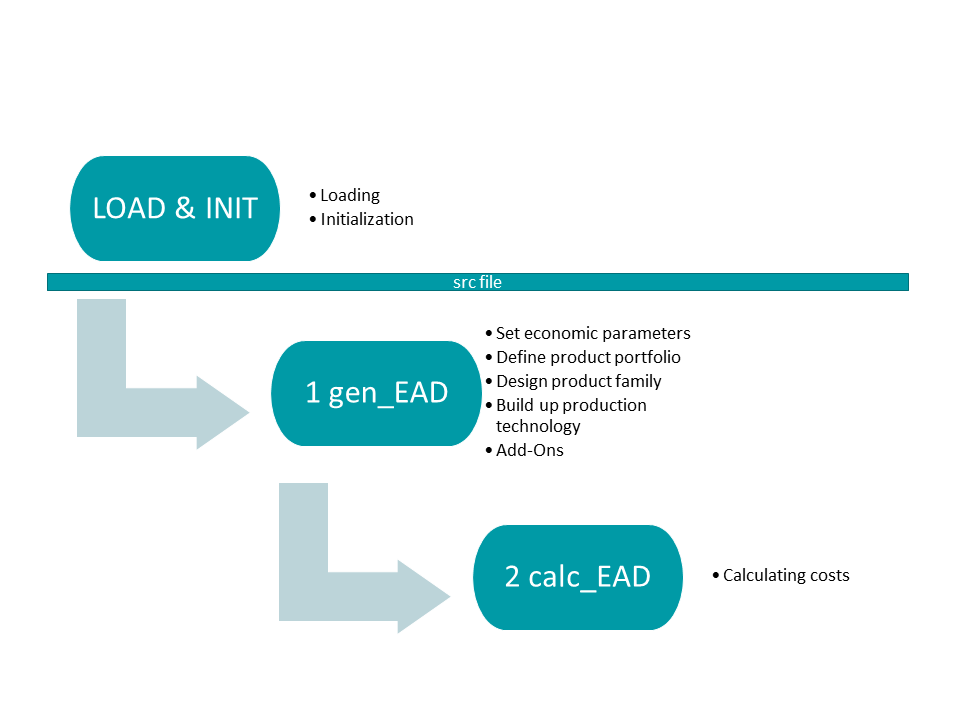 LOAD & INIT
• Loading
• Initialization
src file
1 gen_EAD
• Set economic parameters
• Define product portfolio
• Design product family
• Build up production
technology
• Add-Ons
2 calc_EAD
• Calculating costs